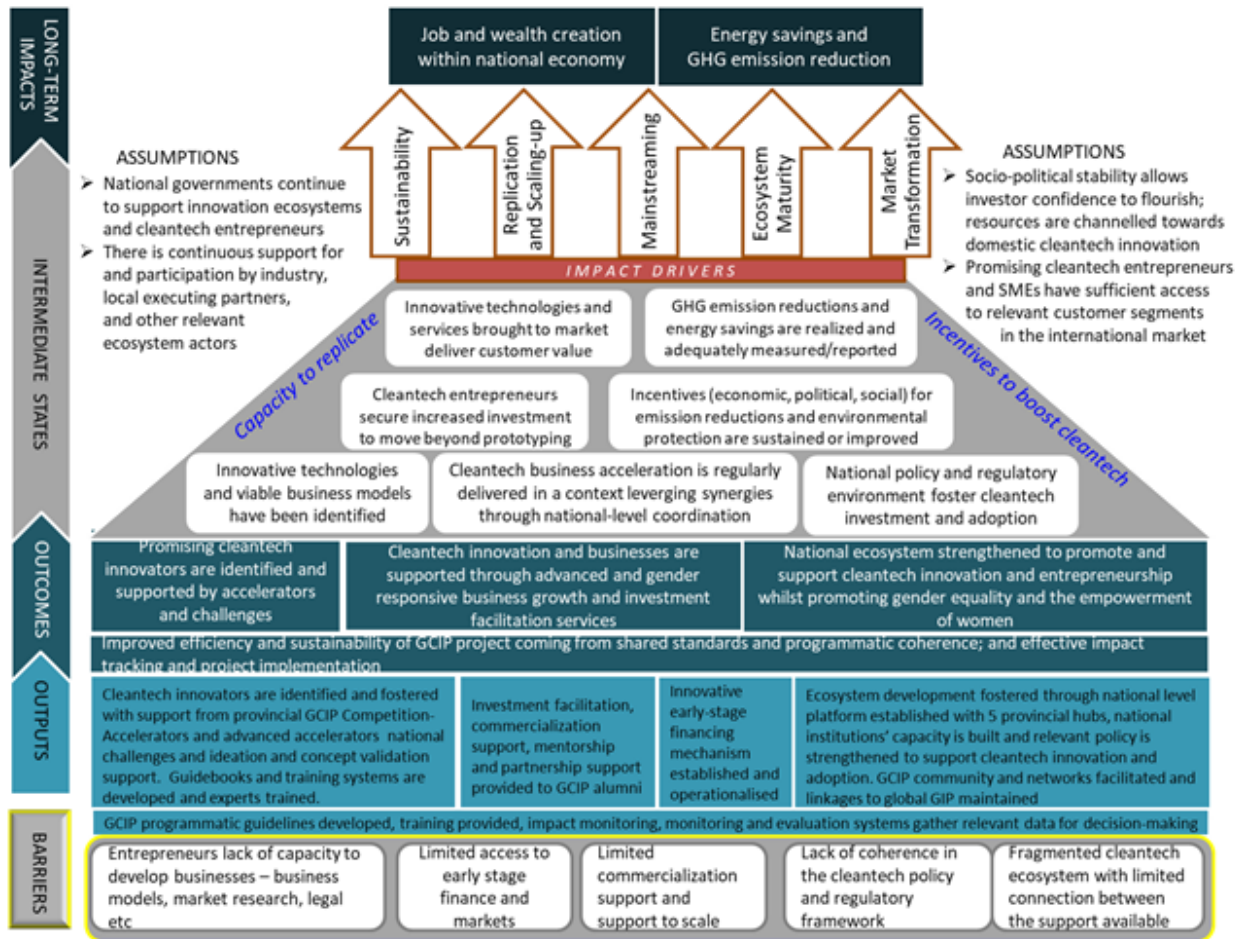 LONG-TERM
IMPACTS
Job and wealth creation
within national economy
Energy savings and
GHG emission reduction
Sustainability
Replication
and Scaling-up
Mainstreaming
Ecosystem
Maturity
Market
Transformation
ASSUMPTIONS
➢ National governments continue
to support innovation ecosystems
and cleantech entrepreneurs
➢ There is continuous support for
and participation by industry,
local executing partners,
and other relevant
ecosystem actors
ASSUMPTIONS
➢ Socio-political stability allows
investor confidence to flourish;
resources are channelled towards
domestic cleantech innovation
➢ Promising cleantech entrepreneurs
and SMEs have sufficient access
to relevant customer segments
in the international market
IMPACT DRIVERS
INTERMEDIATE STATES
Capacity to replicate
Incentives to boost cleantech
Innovative technologies and
services brought to market
deliver customer value
GHG emission reductions and
energy savings are realized and
adequately measured/reported
Cleantech entrepreneurs
secure increased investment
to move beyond prototyping
Incentives (economic, political, social) for
emission reductions and environmental
protection are sustained or improved
Innovative technologies
and viable business models
have been identified
Cleantech business acceleration is regularly
delivered in a context leveraging synergies
through national-level coordination
National policy and regulatory
environment foster cleantech
investment and adoption
OUTCOMES
Promising cleantech
innovators are identified and
supported by accelerators
and challenges
Cleantech innovation and businesses are
supported through advanced and gender
responsive business growth and investment
facilitation services
National ecosystem strengthened to promote and
support cleantech innovation and entrepreneurship
whilst promoting gender equality and the empowerment
of women
Improved efficiency and sustainability of GCIP project coming from shared standards and programmatic coherence; and effective impact
tracking and project implementation
OUTPUTS
Cleantech innovators are identified and fostered
with support from provincial GCIP Competition-
Accelerators and advanced accelerators national
challenges and ideation and concept validation
support. Guidebooks and training systems are
developed and experts trained.
Investment facilitation,
commercialization
support, mentorship
and partnership support
provided to GCIP alumni
Innovative
early-stage
financing
mechanism
established and
operationalised
Ecosystem development fostered through national level
platform established with 5 provincial hubs, national
institutions' capacity is built and relevant policy is
strengthened to support cleantech innovation and
adoption. GCIP community and networks facilitated and
linkages to global GIP maintained
GCIP programmatic guidelines developed, training provided, impact monitoring, monitoring and evaluation systems gather relevant data for decision-making
BARRIERS
Entrepreneurs lack of capacity to
develop businesses – business
models, market research, legal
etc
Limited access to
early stage
finance and
markets
Limited
commercialization
support and
support to scale
Lack of coherence in
the cleantech policy
and regulatory
framework
Fragmented cleantech
ecosystem with limited
connection between
the support available